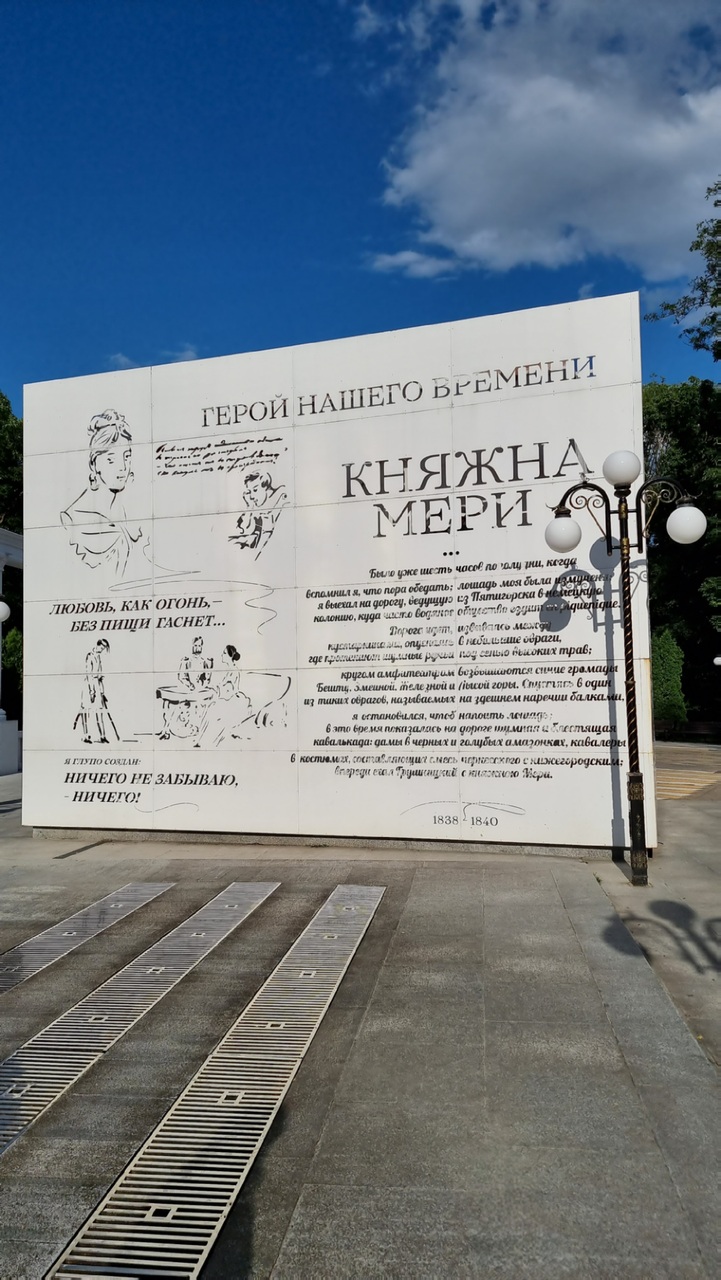 ГЕРОЙ НАШЕГО ВРЕМЕНИ
КНЯЖНА
МЕРИ
...
Было уже шесть часов пополудни, когда
вспомнил я, что пора обедать; лошадь моя была измучена;
я выехал на дорогу, ведущую из Пятигорска в немецкую
колонию, куда часто водяное общество ездит en piquenique.
Дорога идет, извиваясь между
кустарниками, опускаясь в небольшие овраги,
где протекают шумные ручьи под сенью высоких трав;
кругом амфитеатром возвышаются синие громады
Бешту, Змеиной, Железной и Лысой горы. Спустясь в один
из таких оврагов, называемых на здешнем наречии балками,
я остановился, чтоб напоить лошадь;
в это время показалась на дороге шумная и блестящая
кавалькада: дамы в черных и голубых амазонках, кавалеры
в костюмах, составляющих смесь черкесского с нижегородским;
впереди ехал Грушницкий с княжною Мери.
1838 1840
ЛЮБОВЬ, КАК ОГОНЬ, –
БЕЗ ПИЩИ ГАСНЕТ...
Я ГЛУПО СОЗДАН:
НИЧЕГО НЕ ЗАБЫВАЮ,
- НИЧЕГО!